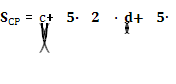 S_CP = c+ 5· 2 · d+ 5·